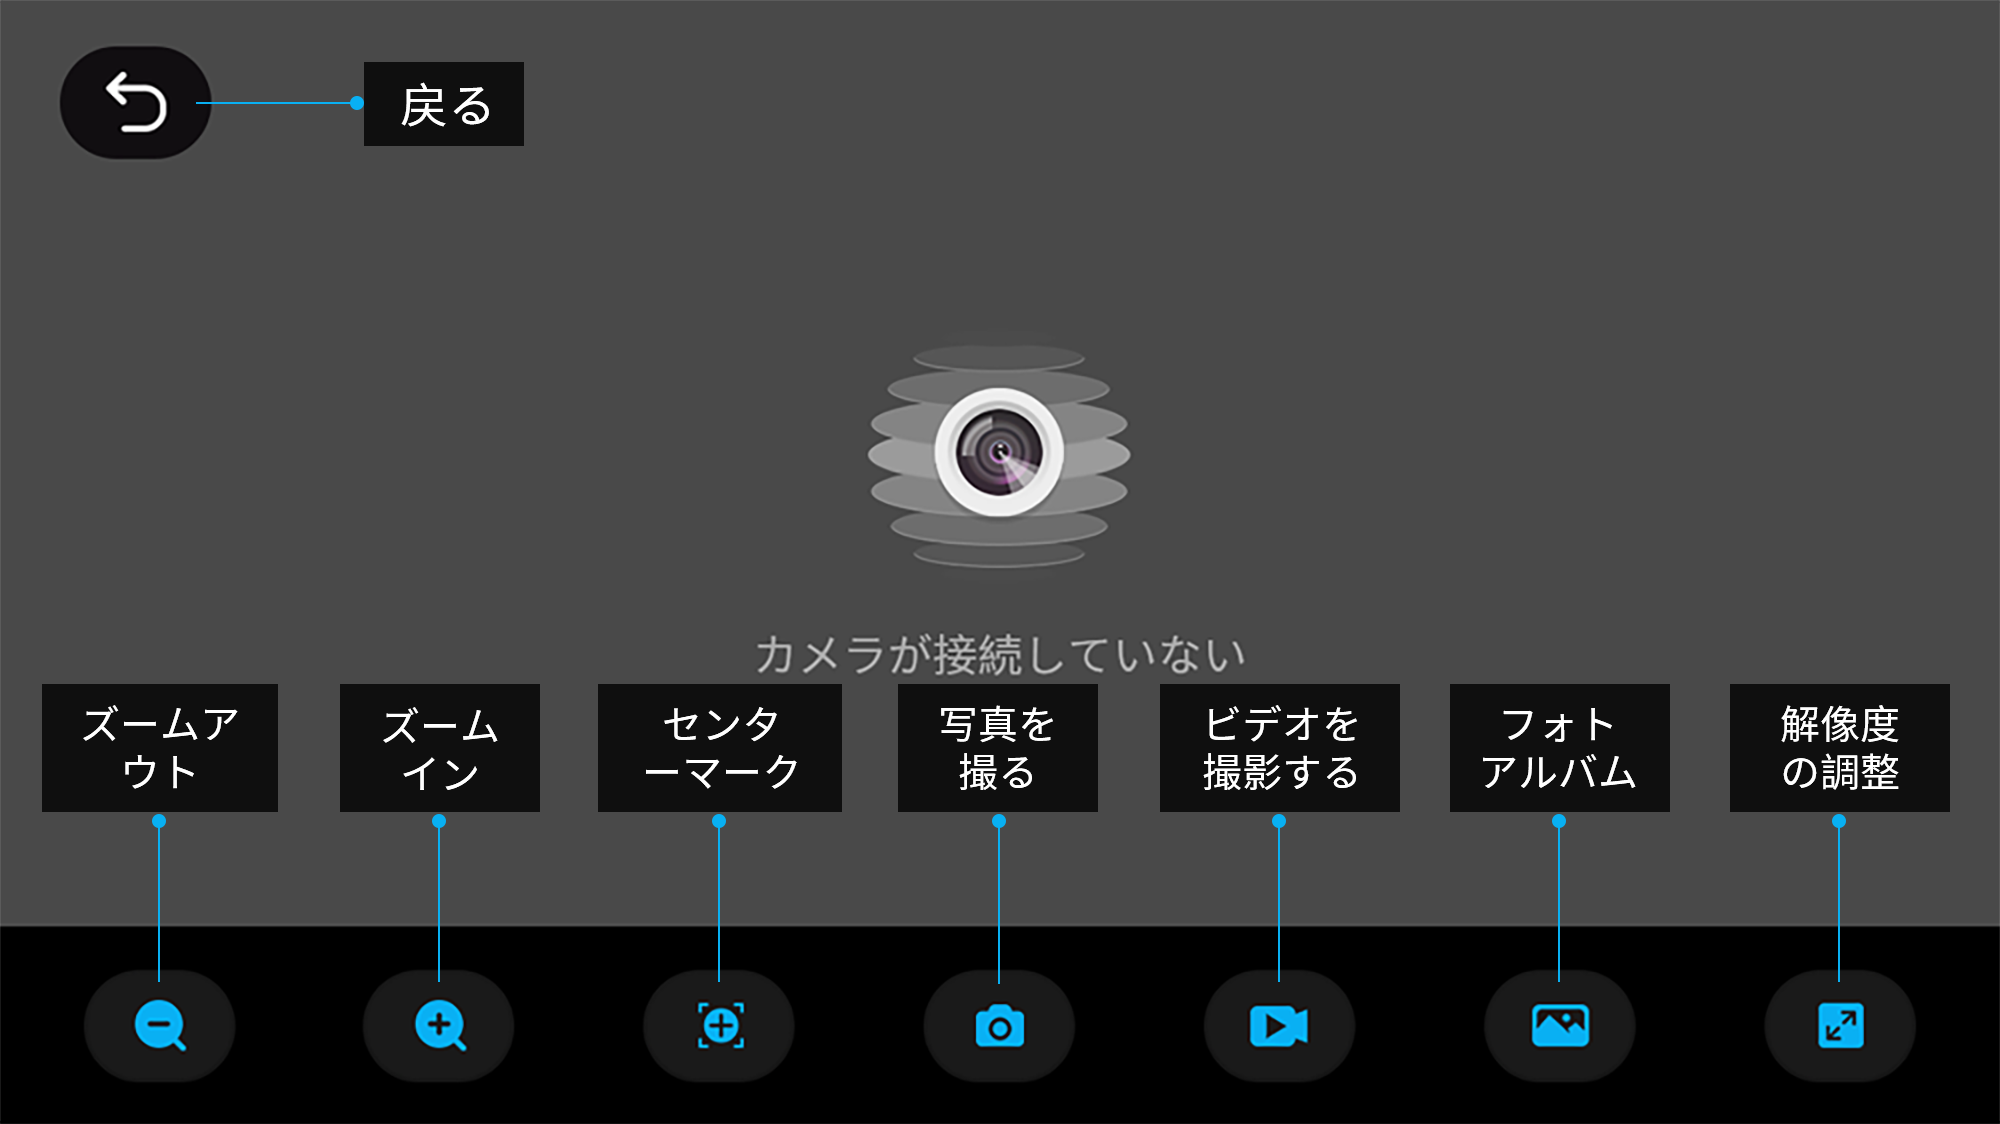 戻る
カメラが接続していない
ズームア
ウト
ズーム
イン
センタ
ーマーク
写真を
撮る
ビデオを
撮影する
フォト
アルバム
解像度
の調整